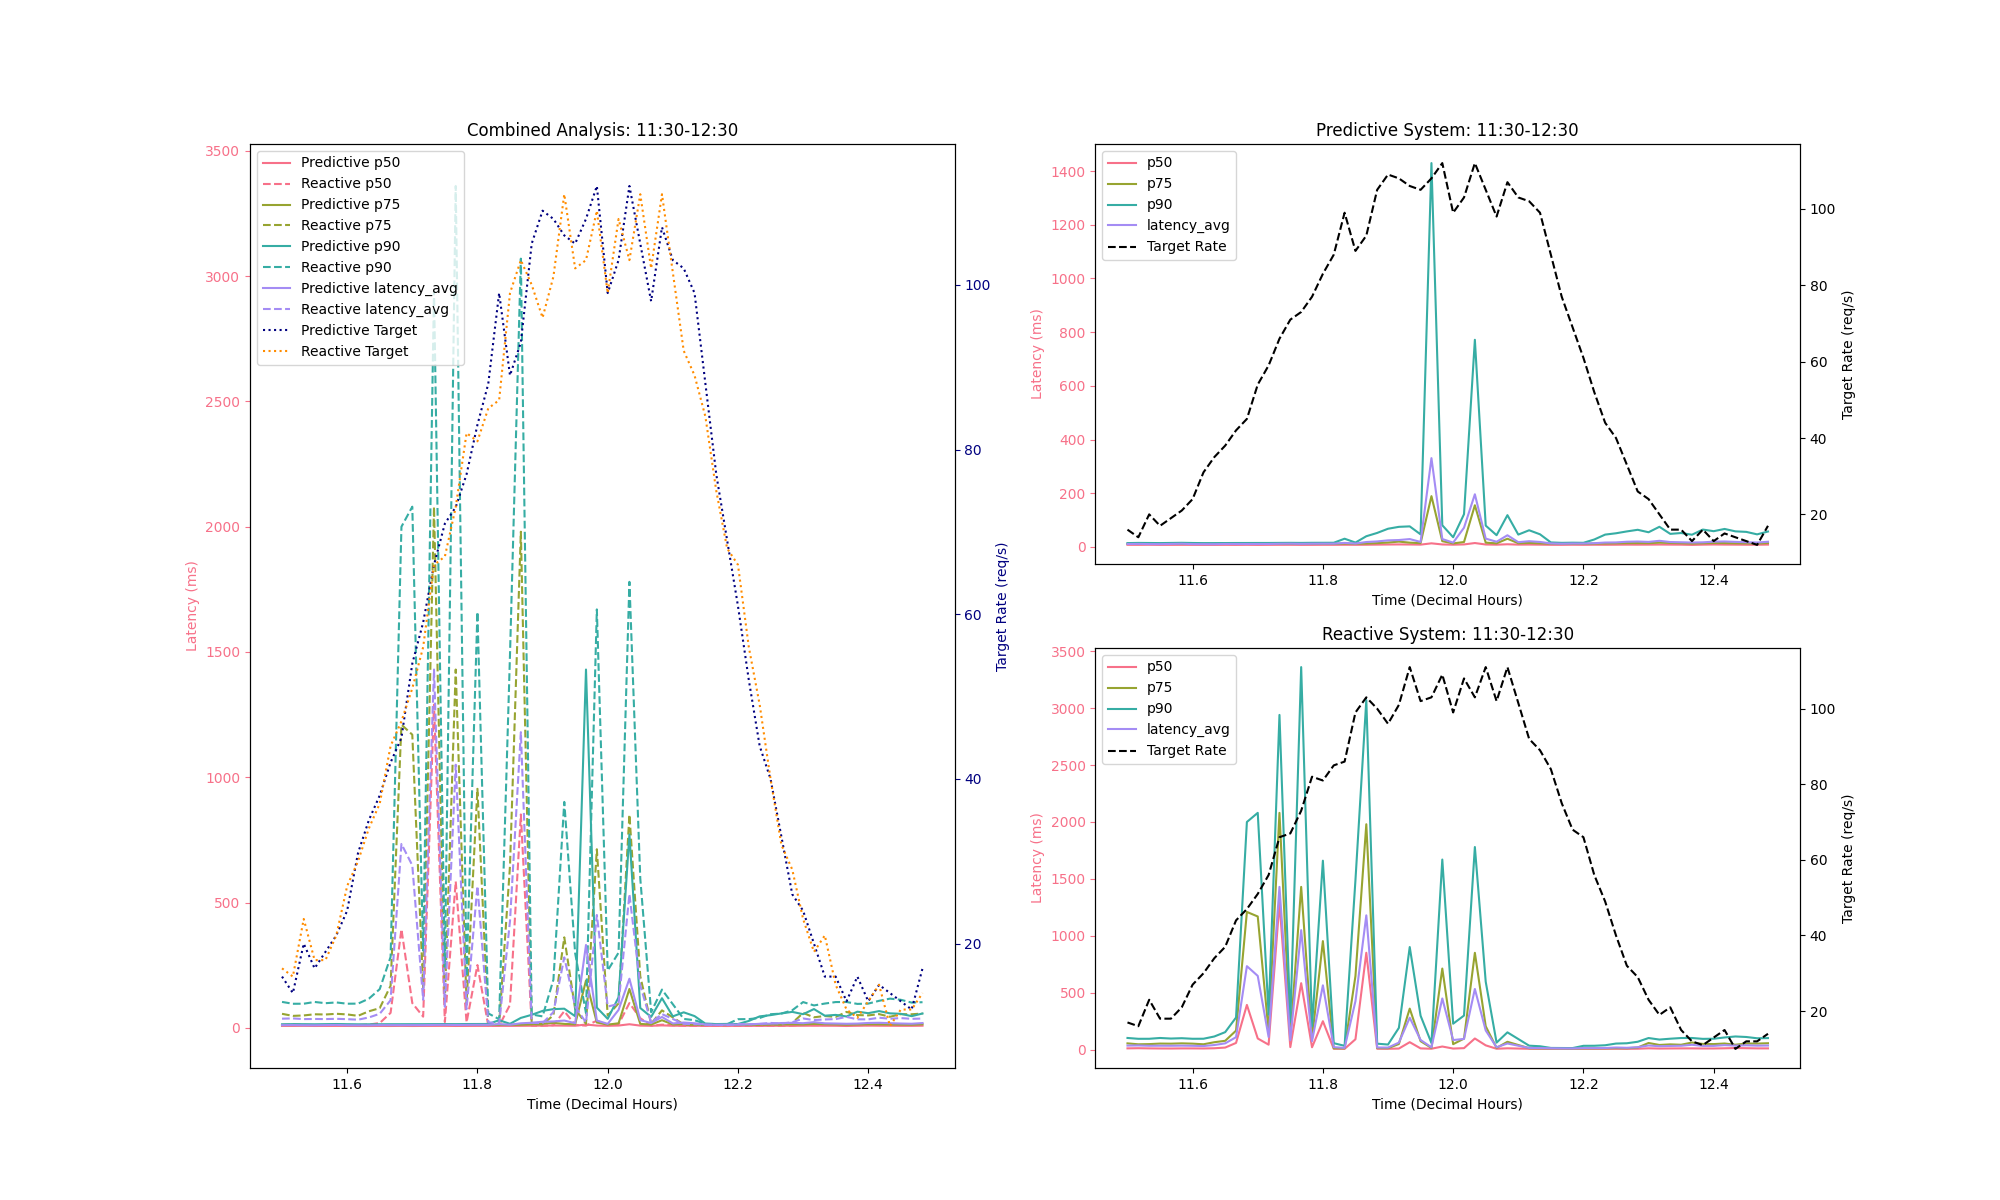 Combined Analysis: 11:30-12:30
3500
3000
2500
2000
1500
1000
500
0
Latency (ms)
Predictive p50
Reactive p50
Predictive p75
Reactive p75
Predictive p90
Reactive p90
Predictive latency_avg
Reactive latency_avg
Predictive Target
Reactive Target
100
80
60
40
20
Target Rate (req/s)
11.6 11.8 12.0 12.2 12.4
Time (Decimal Hours)
Predictive System: 11:30-12:30
1400
1200
1000
800
600
400
200
0
Latency (ms)
p50
p75
p90
latency_avg
Target Rate
100
80
60
40
20
Target Rate (req/s)
11.6 11.8 12.0 12.2 12.4
Time (Decimal Hours)
Reactive System: 11:30-12:30
3500
3000
2500
2000
1500
1000
500
0
Latency (ms)
p50
p75
p90
latency_avg
Target Rate
100
80
60
40
20
Target Rate (req/s)
11.6 11.8 12.0 12.2 12.4
Time (Decimal Hours)